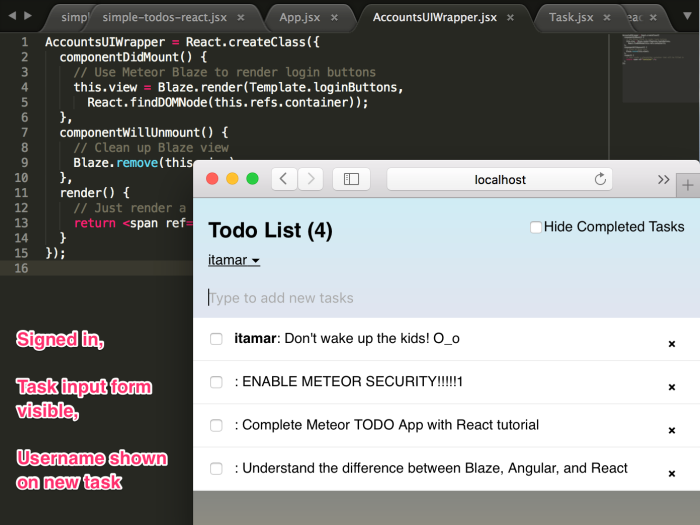 simpl
simple-todos-react.jsx
App.jsx
AccountsUIWrapper.jsx
Task.jsx
1 AccountsUIWrapper = React.createClass({
2 componentDidMount() {
3 // Use Meteor Blaze to render login buttons
4 this.view = Blaze.render(Template.loginButtons,
5 React.findDOMNode(this.refs.container));
6 },
7 componentWillUnmount() {
8 // Clean up Blaze view
9 Blaze.remove(this
10 },
11 render() {
12 // Just render a
13 return <span ref=
14 }
15 });
16
localhost
Todo List (4)
Hide Completed Tasks
itamar
Type to add new tasks
itamar: Don't wake up the kids! O_o
: ENABLE METEOR SECURITY!!!!!1
: Complete Meteor TODO App with React tutorial
: Understand the difference between Blaze, Angular, and React
Signed in,
Task input form
visible,
Username shown
on new task